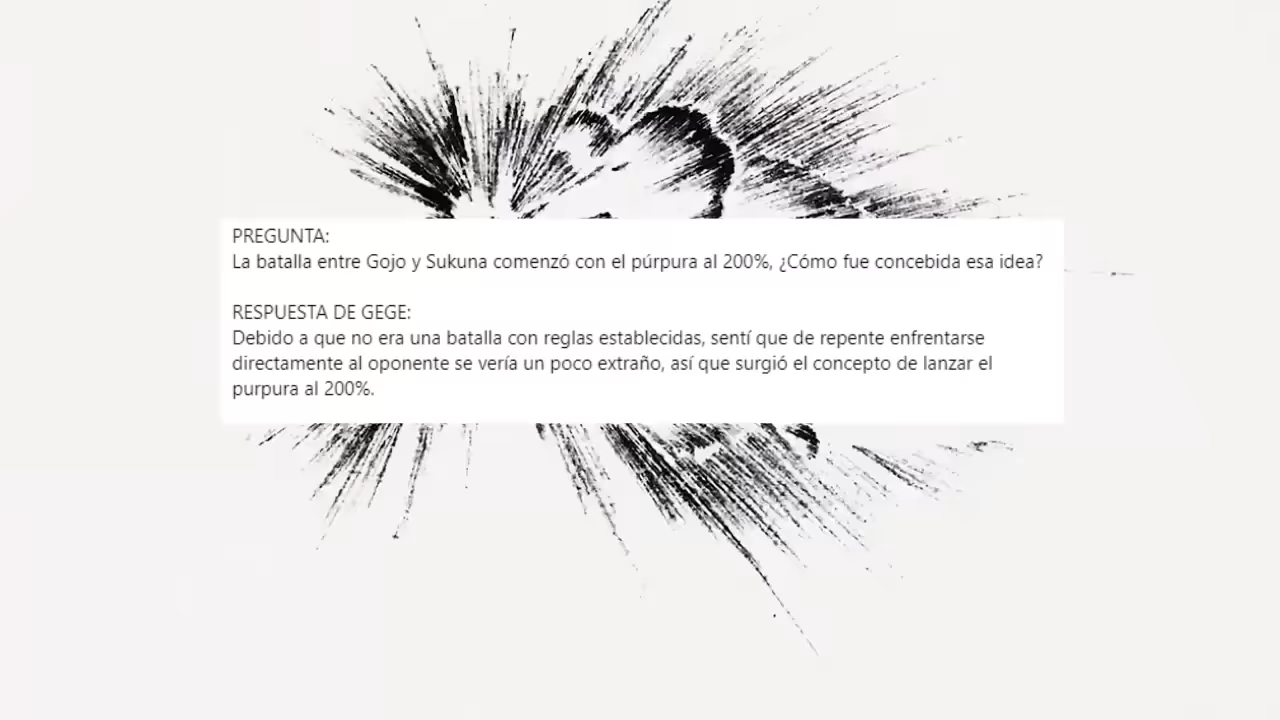 PREGUNTA:
La batalla entre Gojo y Sukuna comenzó con el púrpura al 200%, ¿Cómo fue concebida esa idea?
RESPUESTA DE GEGE:
Debido a que no era una batalla con reglas establecidas, sentí que de repente enfrentarse
directamente al oponente se vería un poco extraño, así que surgió el concepto de lanzar el
purpura al 200%.